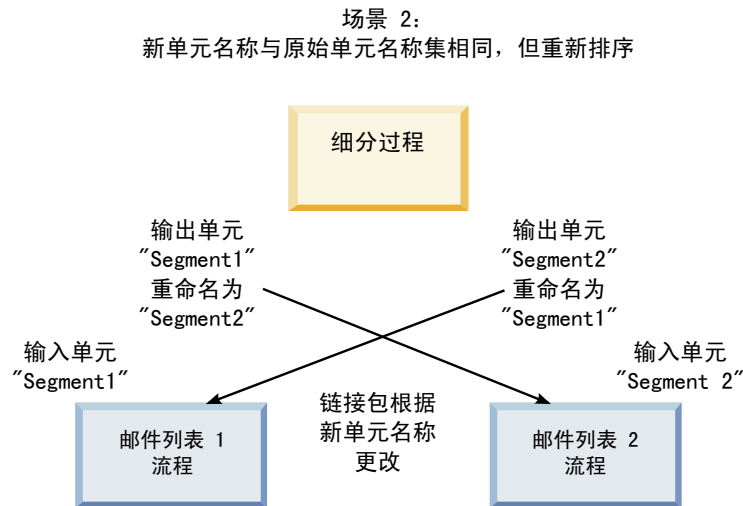 场景 2：
新单元名称与原始单元名称集相同，但重新排序
细分过程
输出单元
"Segment1"
重命名为
"Segment2"
输出单元
"Segment2"
重命名为
"Segment1"
输入单元
"Segment1"
输入单元
"Segment 2"
链接包根据
新单元名称
更改
邮件列表 1
流程
邮件列表 2
流程